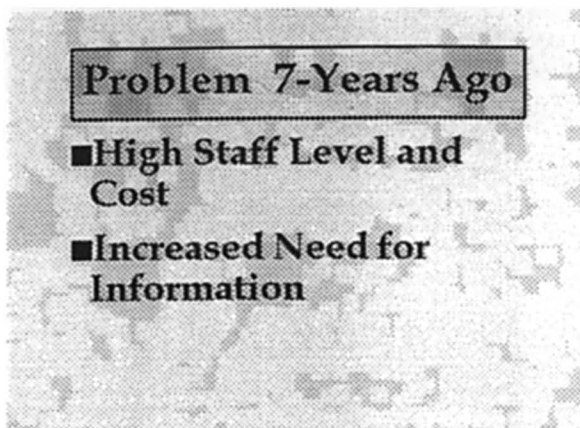 Problem 7-Years Ago
■High Staff Level and
Cost
■Increased Need for
Information